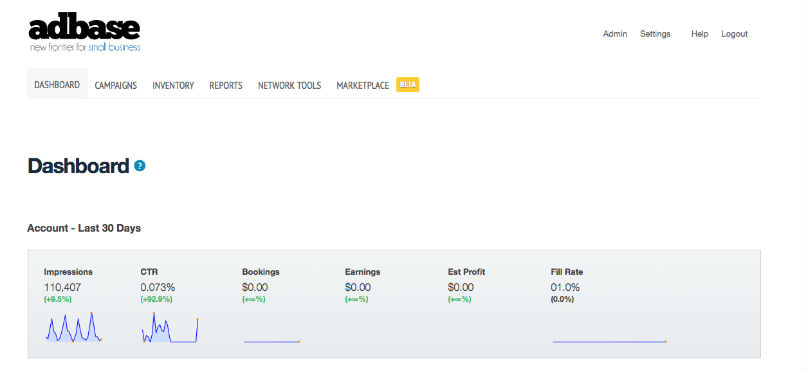 adbase
new frontier for small business
Admin Settings Help Logout
DASHBOARD CAMPAIGNS INVENTORY REPORTS NETWORK TOOLS MARKETPLACE BETA
Dashboard ?
Account - Last 30 Days
Impressions CTR Bookings Earnings Est Profit Fill Rate
110,407 0.073% $0.00 $0.00 $0.00 01.0%
(+9.5%) (+92.9%) (+∞%) (+∞%) (+∞%) (0.0%)